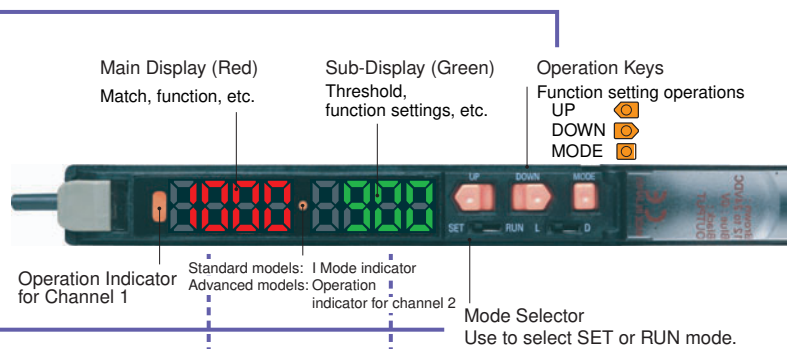 Main Display (Red)
Match, function, etc.
Sub-Display (Green)
Threshold,
function settings, etc.
Operation Keys
Function setting operations
UP
DOWN
MODE
1000
500
UP
DOWN
MODE
SET
RUN
L
D
Operation Indicator
for Channel 1
Standard models: I Mode indicator
Advanced models: Operation
indicator for channel 2
Mode Selector
Use to select SET or RUN mode.